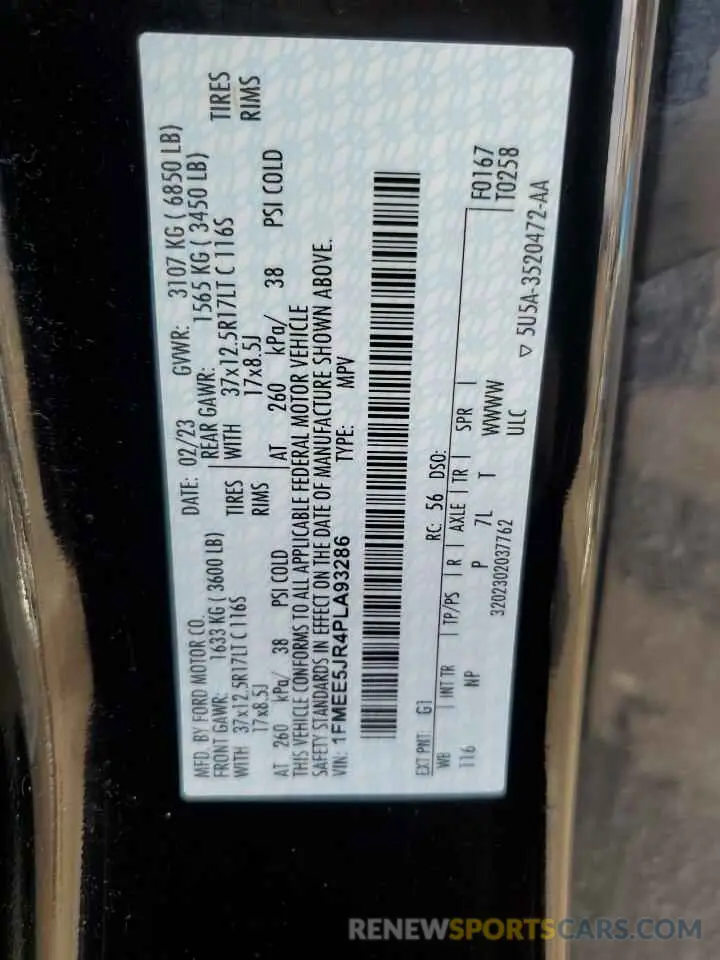 MFD. BY FORD MOTOR CO.
DATE: 02/23 GVWR: 3107 KG ( 6850 LB)
FRONT GAWR: 1633 KG ( 3600 LB) REAR GAWR: 1565 KG ( 3450 LB)
WITH 37x12.5R17LT C 116S TIRES WITH 37x12.5R17LT C 116S TIRES
17x8.5J RIMS 17x8.5J RIMS
AT 260 kPa/ 38 PSI COLD AT 260 kPa/ 38 PSI COLD
THIS VEHICLE CONFORMS TO ALL APPLICABLE FEDERAL MOTOR VEHICLE
SAFETY STANDARDS IN EFFECT ON THE DATE OF MANUFACTURE SHOWN ABOVE.
VIN: 1FMEE5JR4PLA93286 TYPE: MPV
EXT PNT: G1 RC: 56 DSO:
WB INT TR TP/PS R AXLE TR SPR F0167
116 NP P 7L T WWWW T0258
3202302037762 ULC
▽ 5U5A-3520472-AA
RENEWSPORTSCARS.COM